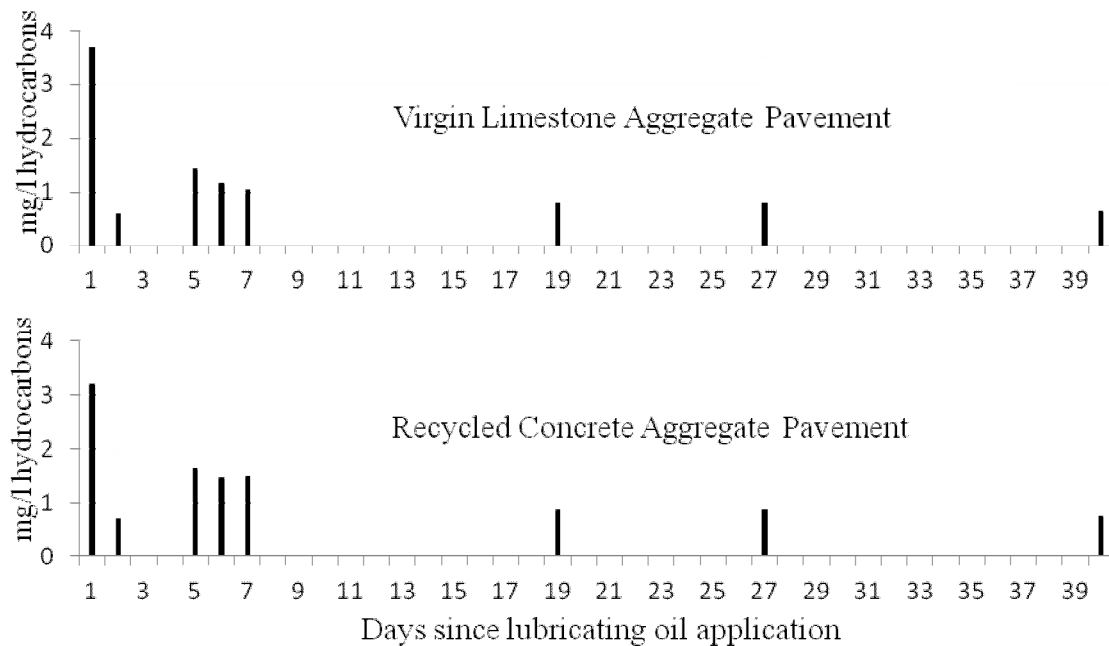 mg/l hydrocarbons
4
3
2
1
0
Virgin Limestone Aggregate Pavement
1 3 5 7 9 11 13 15 17 19 21 23 25 27 29 31 33 35 37 39
mg/l hydrocarbons
4
3
2
1
0
Recycled Concrete Aggregate Pavement
1 3 5 7 9 11 13 15 17 19 21 23 25 27 29 31 33 35 37 39
Days since lubricating oil application